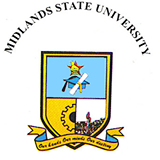 MIDLANDS STATE UNIVERSITY
Our hands Our minds Our destiny